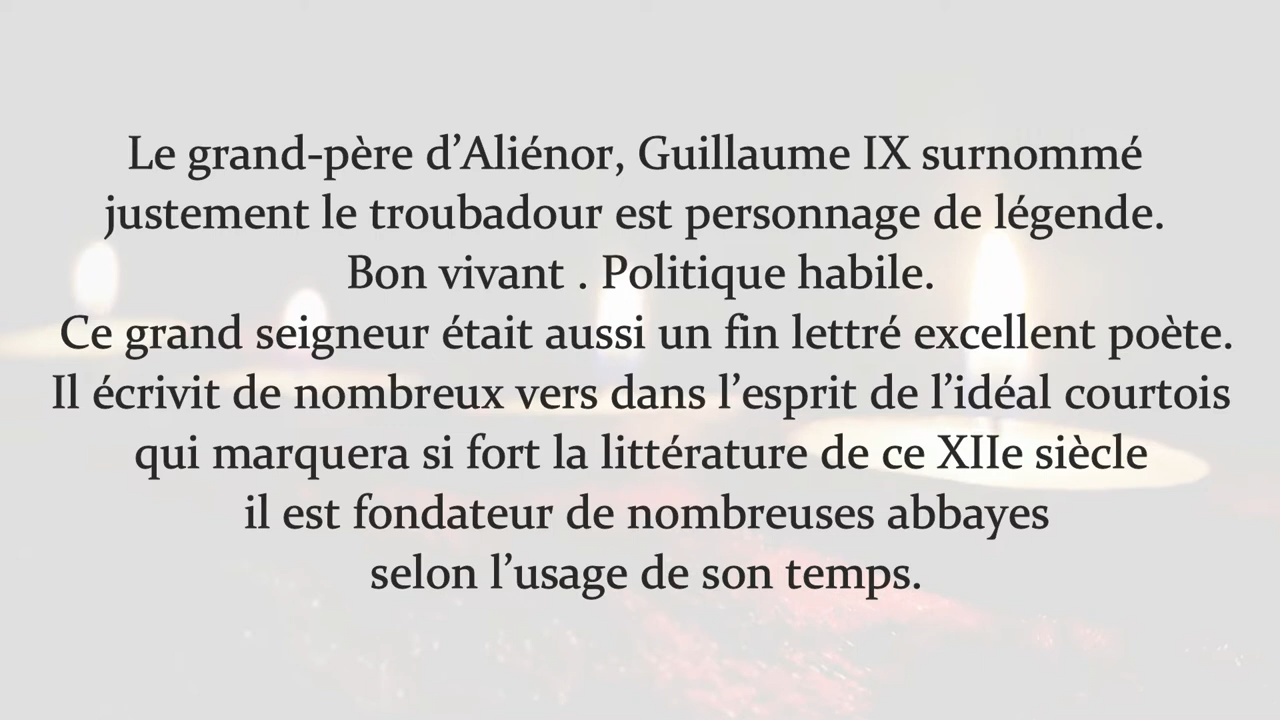 Le grand-père d’Aliénor, Guillaume IX surnommé
justement le troubadour est personnage de légende.
Bon vivant . Politique habile.
Ce grand seigneur était aussi un fin lettré excellent poète.
Il écrivit de nombreux vers dans l’esprit de l’idéal courtois
qui marquera si fort la littérature de ce XIIe siècle
il est fondateur de nombreuses abbayes
selon l’usage de son temps.